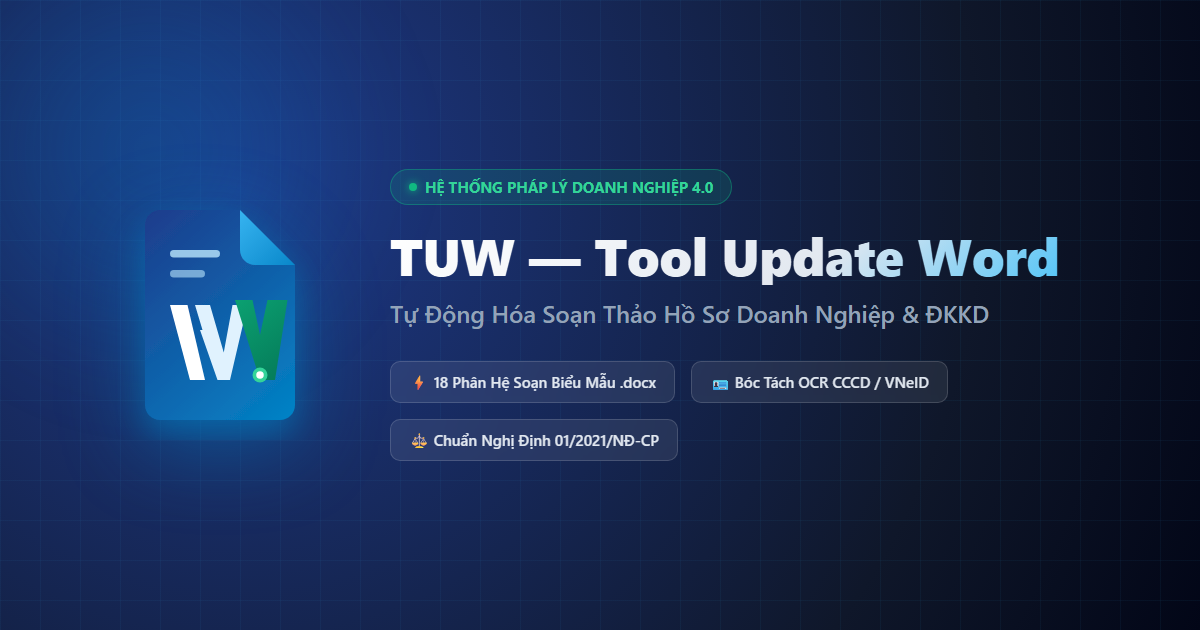 HỆ THỐNG PHÁP LÝ DOANH NGHIỆP 4.0
TUW — Tool Update Word
Tự Động Hóa Soạn Thảo Hồ Sơ Doanh Nghiệp & ĐKKD
18 Phân Hệ Soạn Biểu Mẫu .docx
Bóc Tách OCR CCCD / VNeID
Chuẩn Nghị Định 01/2021/NĐ-CP